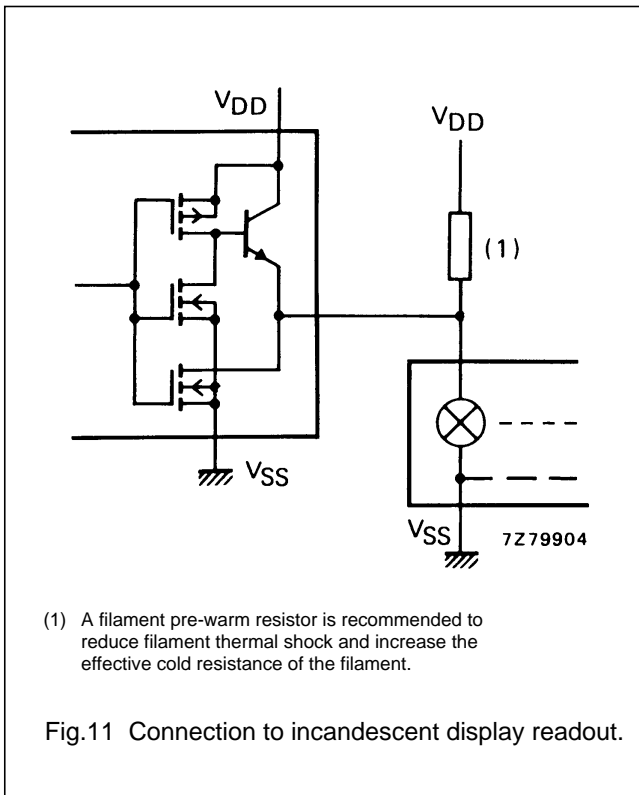 VDD
VDD
(1)
VSS
VSS
7Z79904
(1) A filament pre-warm resistor is recommended to
reduce filament thermal shock and increase the
effective cold resistance of the filament.
Fig.11 Connection to incandescent display readout.